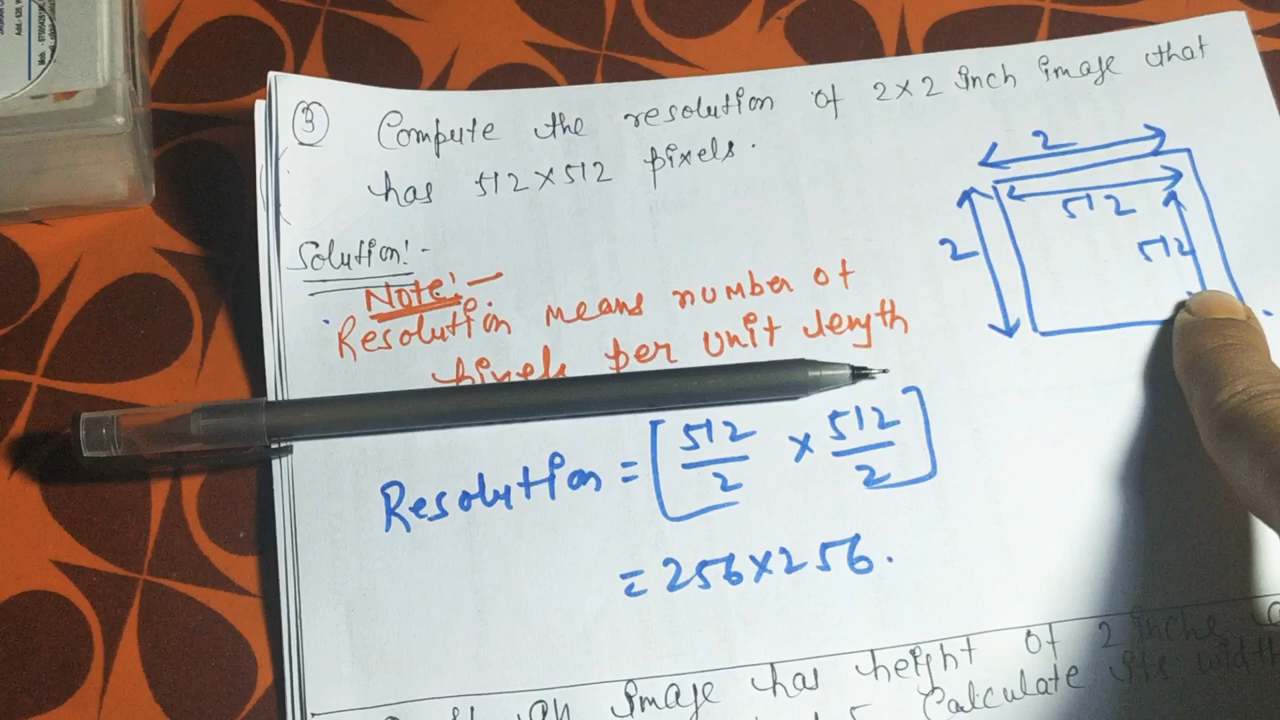 3 Compute the resolution of 2×2 Inch image that
has 512×512 pixels.
2
512
2
512
Solution:-
Note:-
Resolution means number of
pixels per unit length
Resolution = [512/2 × 512/2]
= 256×256.
Image has height of 2 inche
Calculate its width